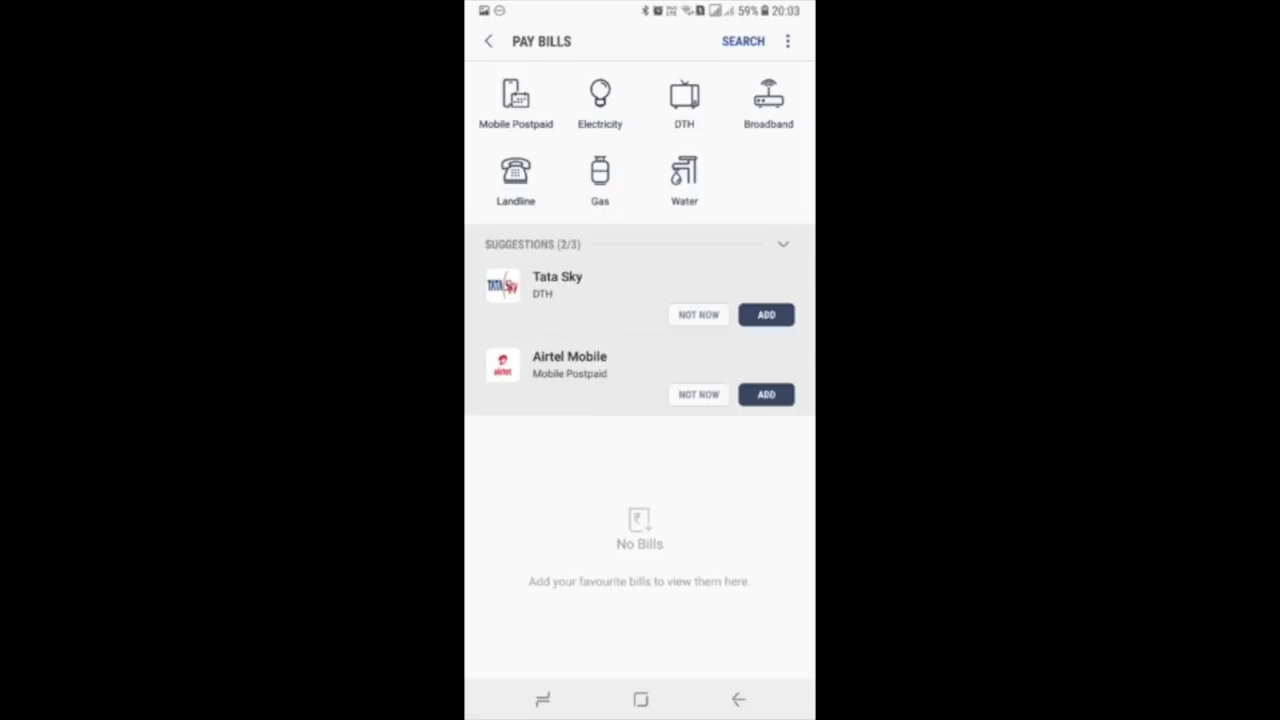 59% 20:03
PAY BILLS SEARCH
Mobile Postpaid Electricity DTH Broadband
Landline Gas Water
SUGGESTIONS (2/3)
TATA Sky
Tata Sky
DTH
NOT NOW ADD
airtel
Airtel Mobile
Mobile Postpaid
NOT NOW ADD
₹
No Bills
Add your favourite bills to view them here.